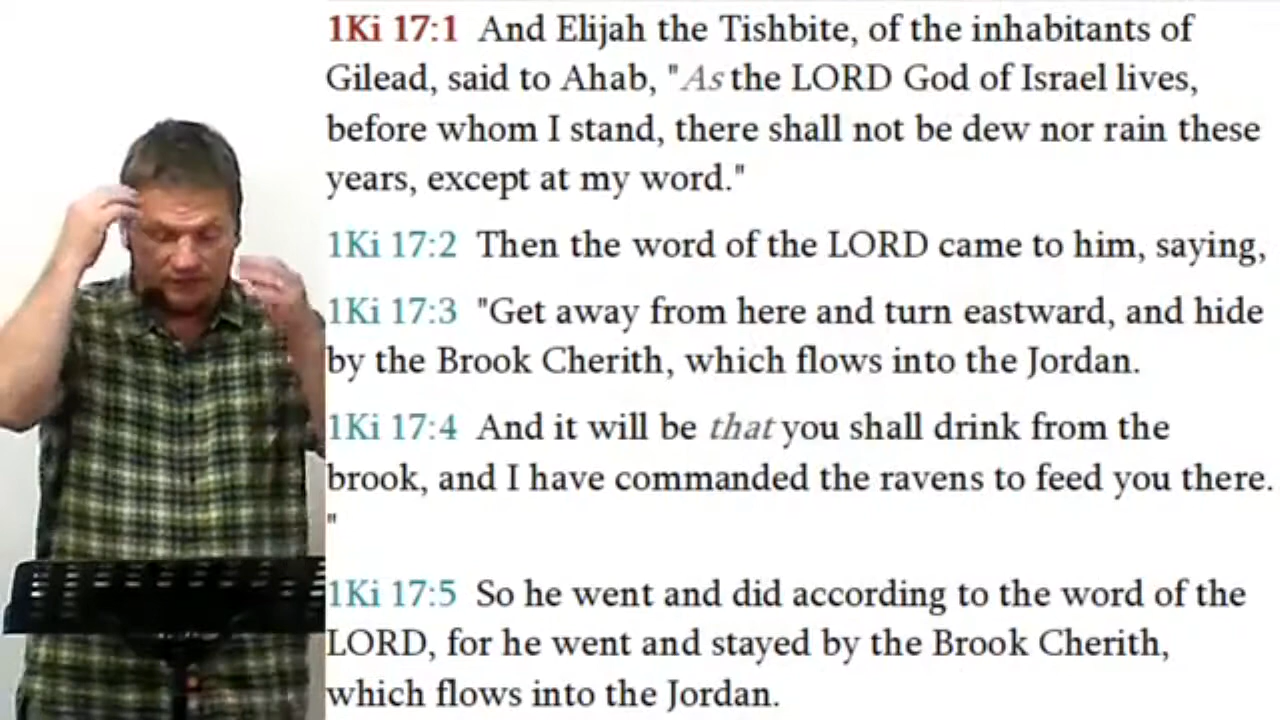 1Ki 17:1 And Elijah the Tishbite, of the inhabitants of
Gilead, said to Ahab, "As the LORD God of Israel lives,
before whom I stand, there shall not be dew nor rain these
years, except at my word."
1Ki 17:2 Then the word of the LORD came to him, saying,
1Ki 17:3 "Get away from here and turn eastward, and hide
by the Brook Cherith, which flows into the Jordan.
1Ki 17:4 And it will be that you shall drink from the
brook, and I have commanded the ravens to feed you there.
"
1Ki 17:5 So he went and did according to the word of the
LORD, for he went and stayed by the Brook Cherith,
which flows into the Jordan.